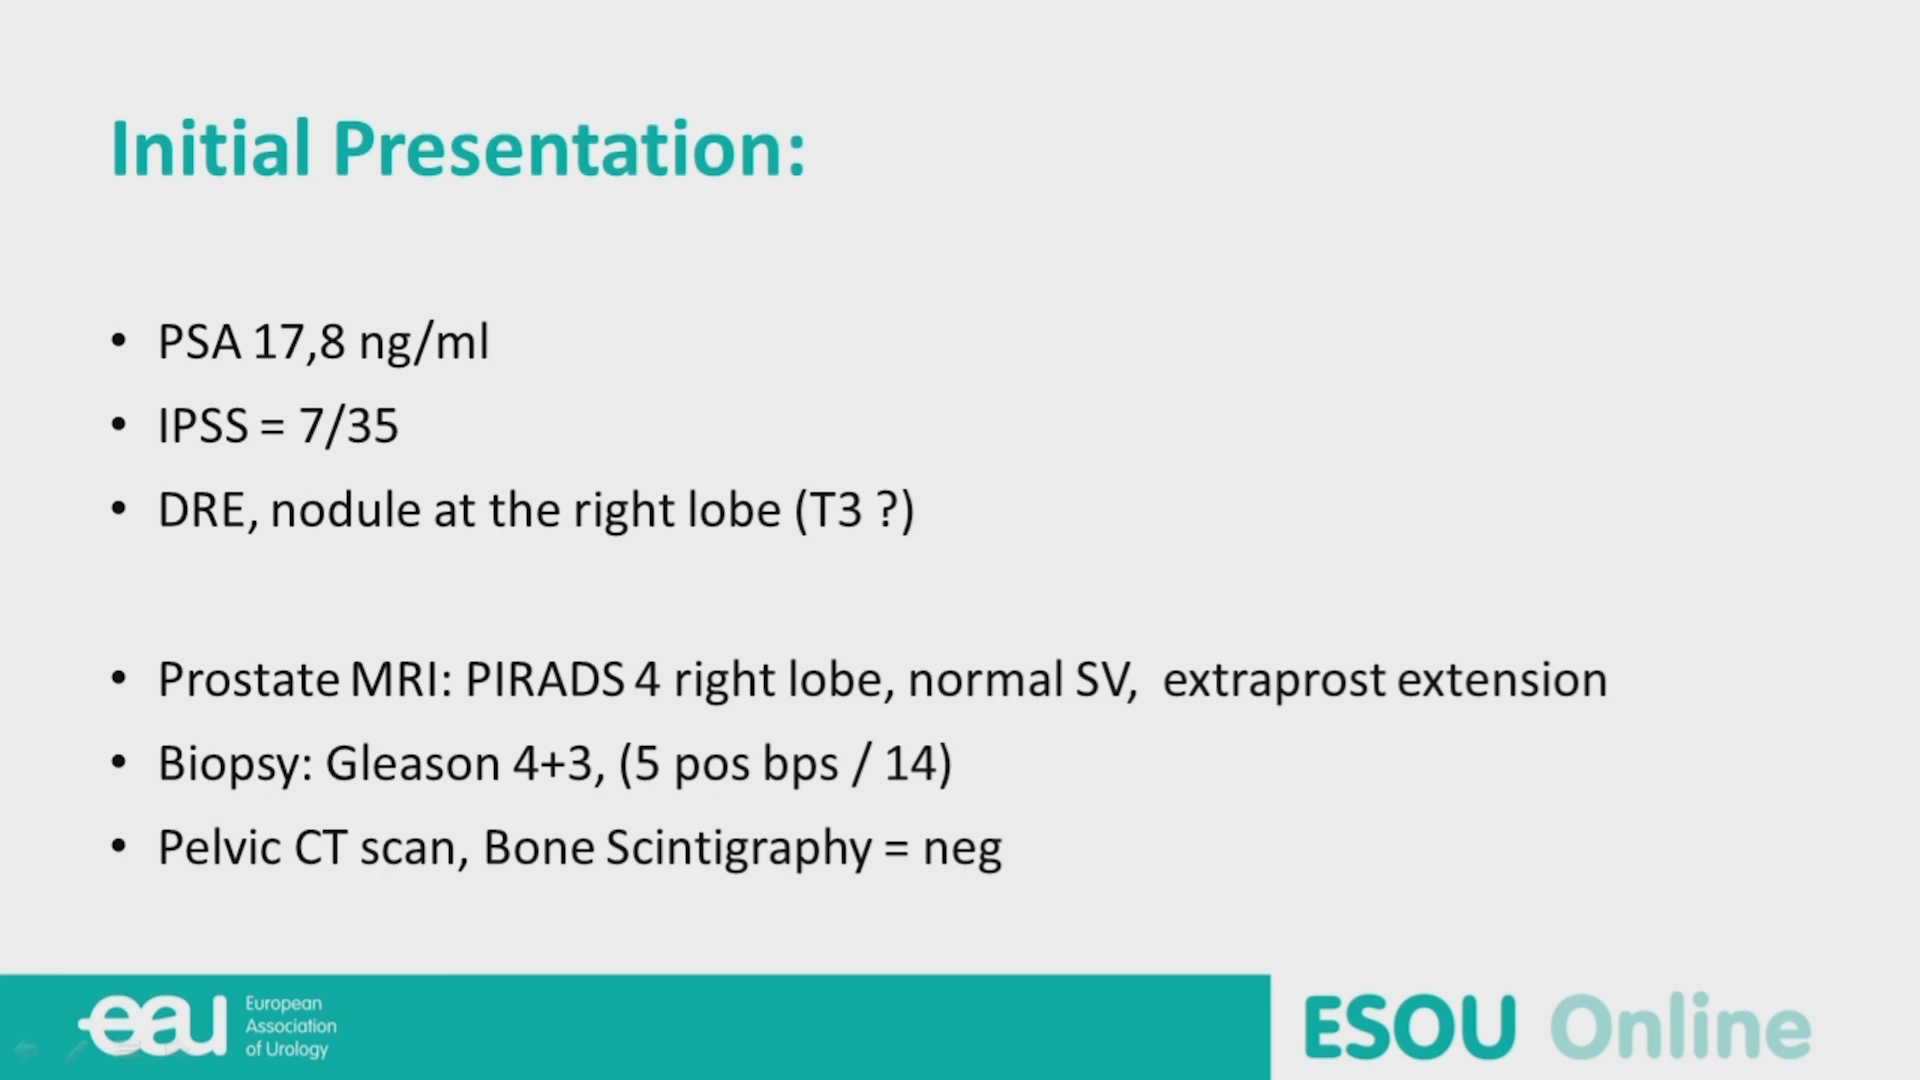 Initial Presentation:
• PSA 17,8 ng/ml
• IPSS = 7/35
• DRE, nodule at the right lobe (T3 ?)
• Prostate MRI: PIRADS 4 right lobe, normal SV, extraprost extension
• Biopsy: Gleason 4+3, (5 pos bps / 14)
• Pelvic CT scan, Bone Scintigraphy = neg
eau
European
Association
of Urology
ESOU Online